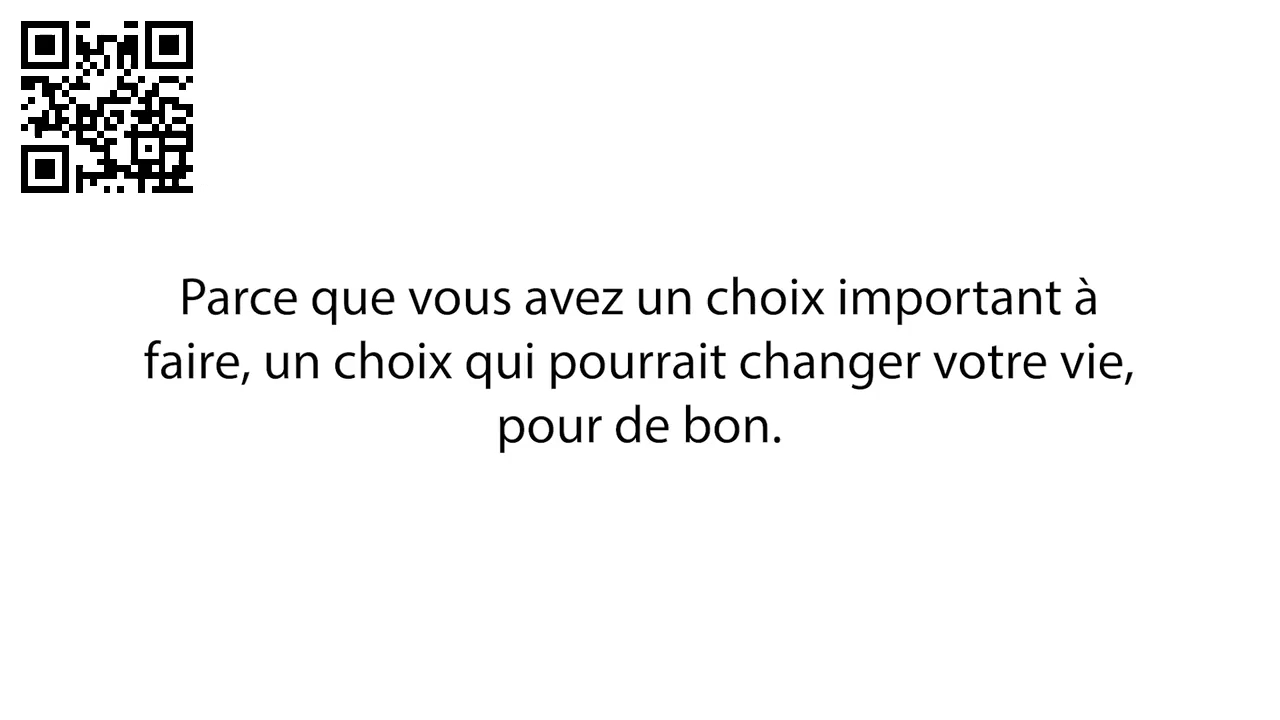 Parce que vous avez un choix important à
faire, un choix qui pourrait changer votre vie,
pour de bon.